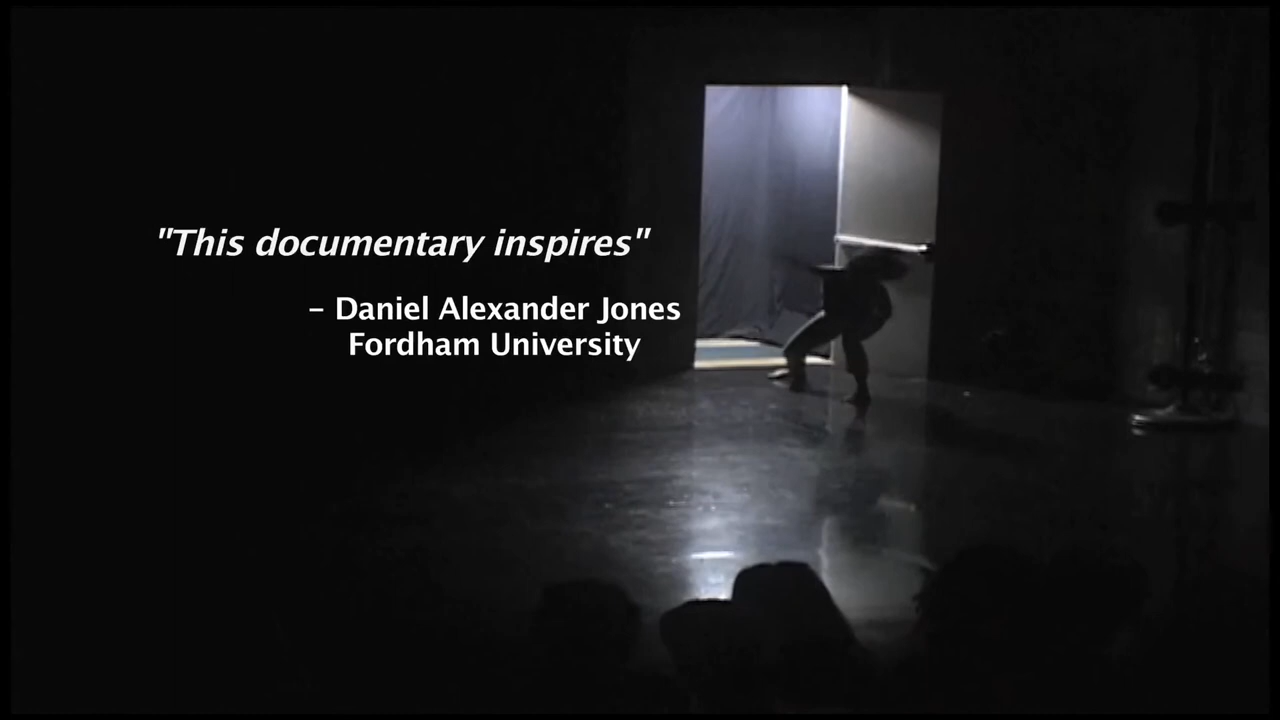 "This documentary inspires"
– Daniel Alexander Jones
Fordham University